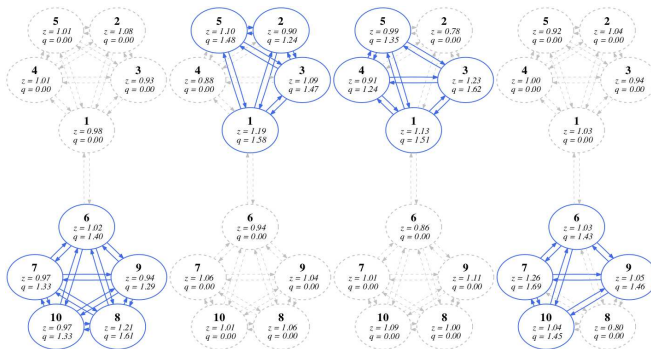 5
z = 1.01
q = 0.00
2
z = 1.08
q = 0.00
4
z = 1.01
q = 0.00
3
z = 0.93
q = 0.00
1
z = 0.98
q = 0.00
6
z = 1.02
q = 1.40
7
z = 0.97
q = 1.33
9
z = 0.94
q = 1.29
10
z = 0.97
q = 1.33
8
z = 1.21
q = 1.61
5
z = 1.10
q = 1.48
2
z = 0.90
q = 1.24
4
z = 0.88
q = 0.00
3
z = 1.09
q = 1.47
1
z = 1.19
q = 1.58
6
z = 0.94
q = 0.00
7
z = 1.06
q = 0.00
9
z = 1.04
q = 0.00
10
z = 1.01
q = 0.00
8
z = 1.06
q = 0.00
5
z = 0.99
q = 1.35
2
z = 0.78
q = 0.00
4
z = 0.91
q = 1.24
3
z = 1.23
q = 1.62
1
z = 1.13
q = 1.51
6
z = 0.86
q = 0.00
7
z = 1.01
q = 0.00
9
z = 1.11
q = 0.00
10
z = 1.09
q = 0.00
8
z = 1.00
q = 0.00
5
z = 0.92
q = 0.00
2
z = 1.04
q = 0.00
4
z = 1.00
q = 0.00
3
z = 0.94
q = 0.00
1
z = 1.03
q = 0.00
6
z = 1.03
q = 1.43
7
z = 1.26
q = 1.69
9
z = 1.05
q = 1.46
10
z = 1.04
q = 1.45
8
z = 0.80
q = 0.00